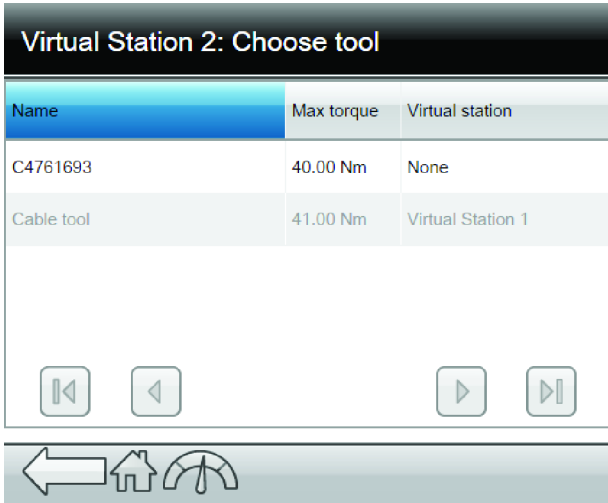 Virtual Station 2: Choose tool
Name Max torque Virtual station
C4761693 40.00 Nm None
Cable tool 41.00 Nm Virtual Station 1